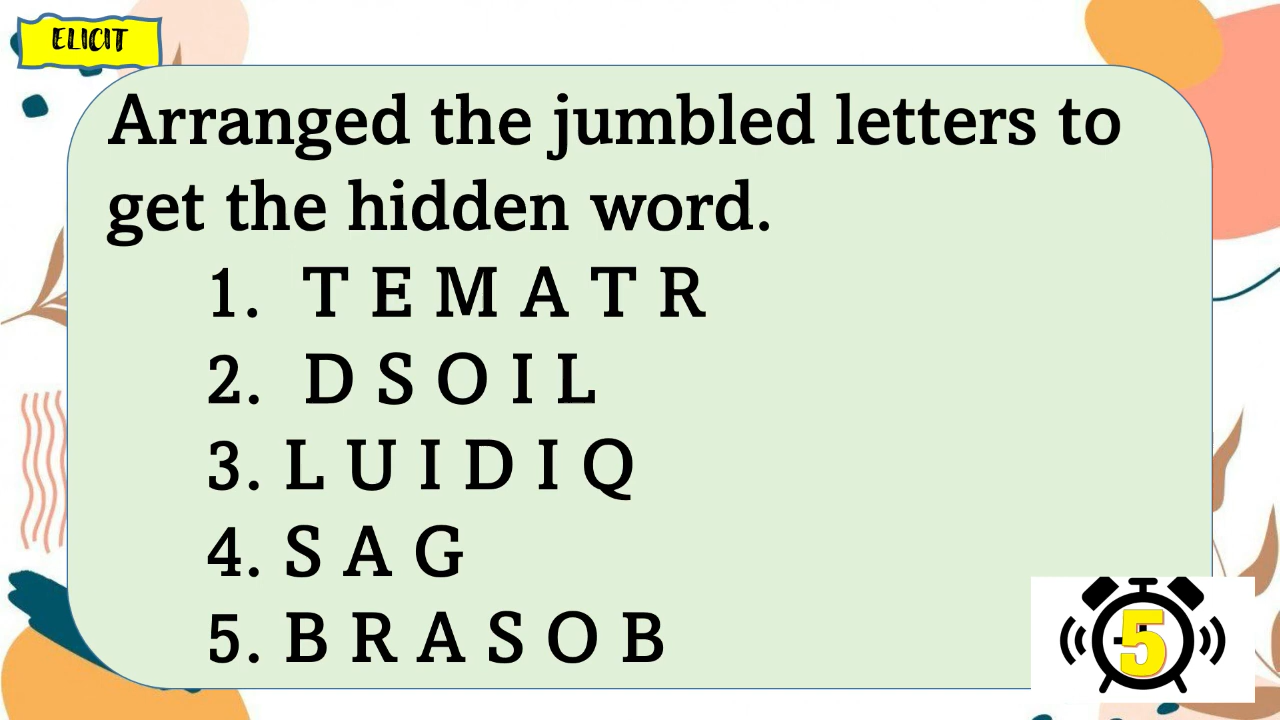 ELICIT
Arranged the jumbled letters to
get the hidden word.
1. T E M A T R
2. D S O I L
3. L U I D I Q
4. S A G
5. B R A S O B
5